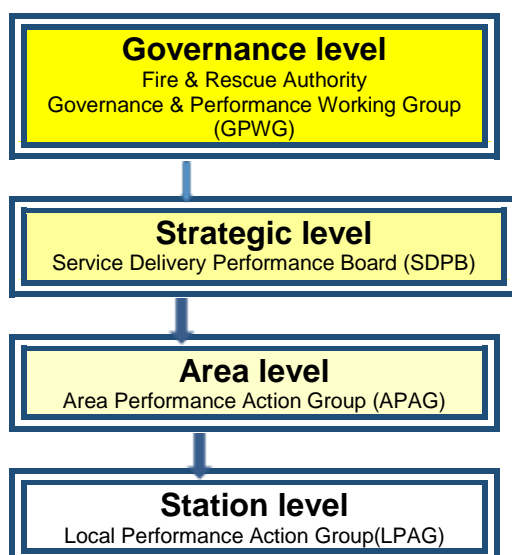 Governance level
Fire & Rescue Authority
Governance & Performance Working Group
(GPWG)
Strategic level
Service Delivery Performance Board (SDPB)
Area level
Area Performance Action Group (APAG)
Station level
Local Performance Action Group(LPAG)